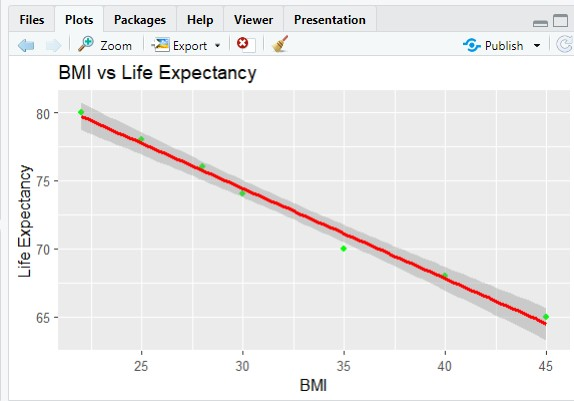 Files Plots Packages Help Viewer Presentation
Zoom Export Publish
BMI vs Life Expectancy
80
75
70
65
Life Expectancy
25 30 35 40 45
BMI